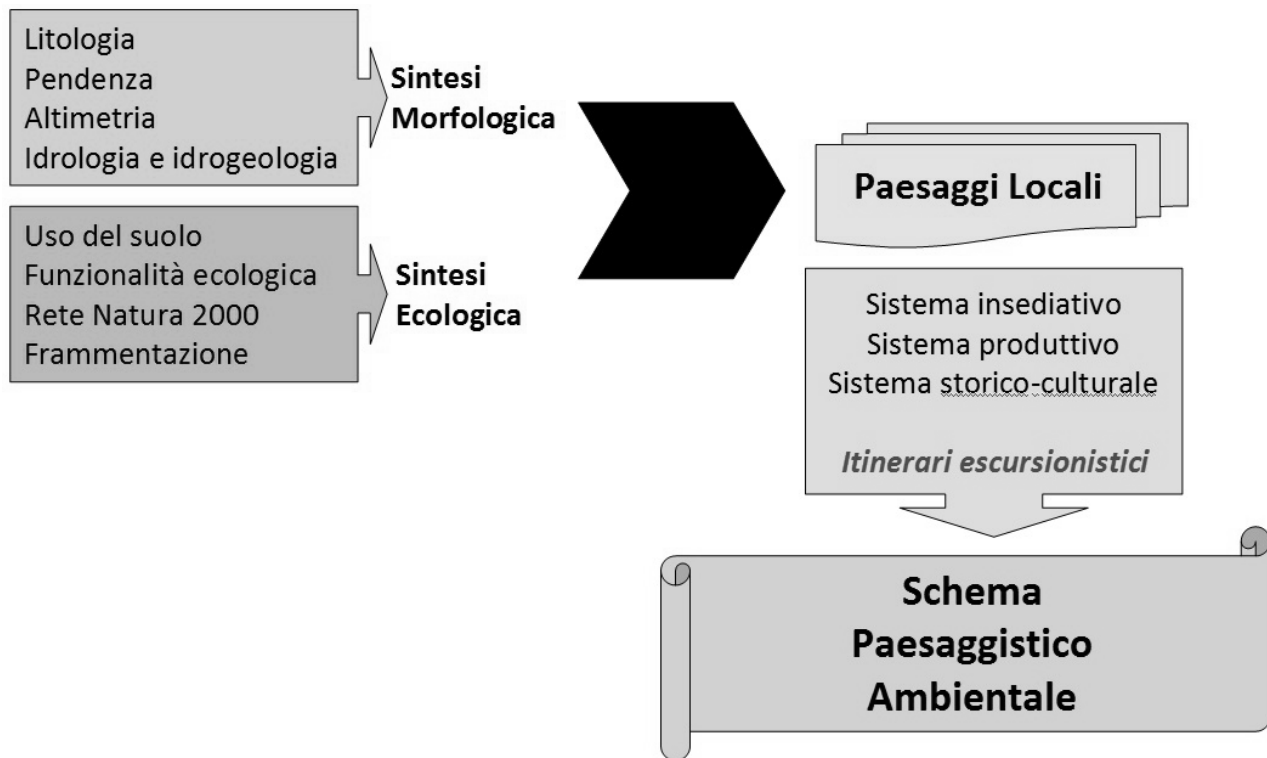 Litologia
Pendenza
Altimetria
Idrologia e idrogeologia
Sintesi
Morfologica
Uso del suolo
Funzionalità ecologica
Rete Natura 2000
Frammentazione
Sintesi
Ecologica
Paesaggi Locali
Sistema insediativo
Sistema produttivo
Sistema storico-culturale
Itinerari escursionistici
Schema
Paesaggistico
Ambientale